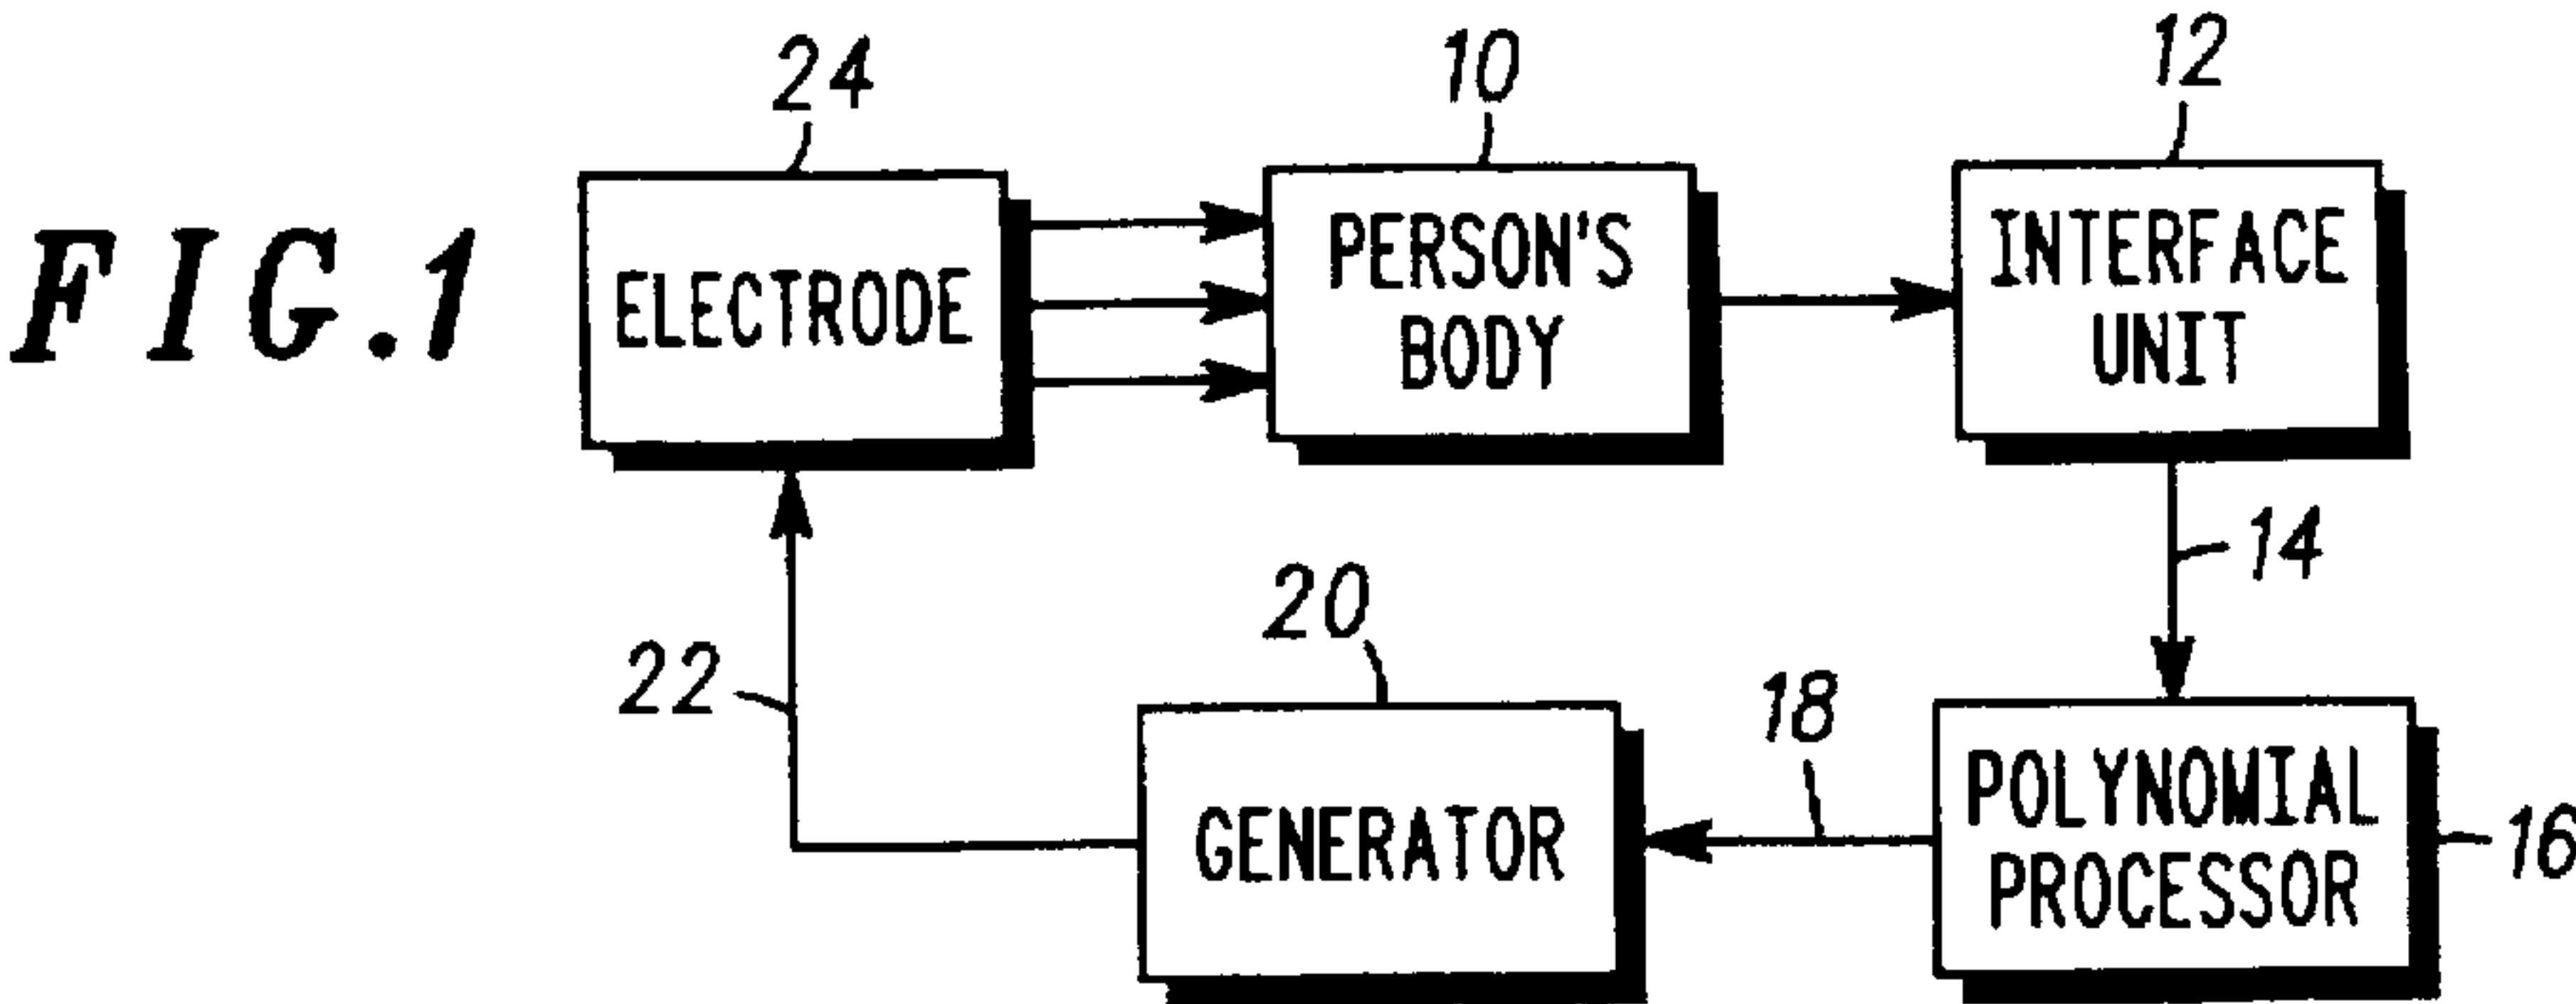 FIG.1
24
10
12
ELECTRODE
PERSON'S
BODY
INTERFACE
UNIT
14
22
20
18
GENERATOR
POLYNOMIAL
PROCESSOR
16